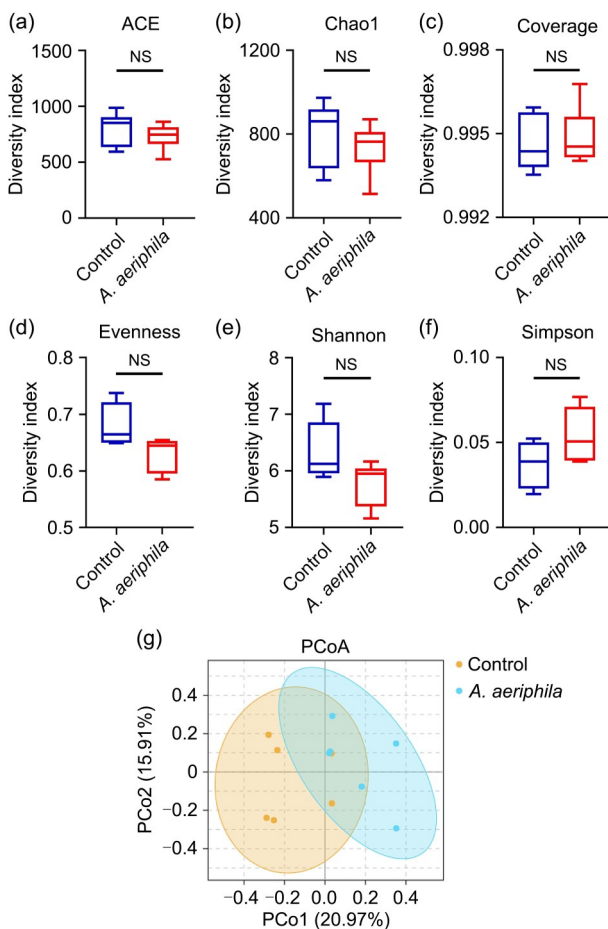 (a) ACE
Diversity index
1500
1000
500
0
NS
Control
A. aeriphila
(b) Chao1
Diversity index
1200
800
400
NS
Control
A. aeriphila
(c) Coverage
Diversity index
0.998
0.995
0.992
NS
Control
A. aeriphila
(d) Evenness
Diversity index
0.8
0.7
0.6
0.5
NS
Control
A. aeriphila
(e) Shannon
Diversity index
8
7
6
5
NS
Control
A. aeriphila
(f) Simpson
Diversity index
0.10
0.05
0.00
NS
Control
A. aeriphila
(g) PCoA
PCo2 (15.91%)
0.4
0.2
0
−0.2
−0.4
−0.4 −0.2 0.0 0.2 0.4
PCo1 (20.97%)
Control
A. aeriphila